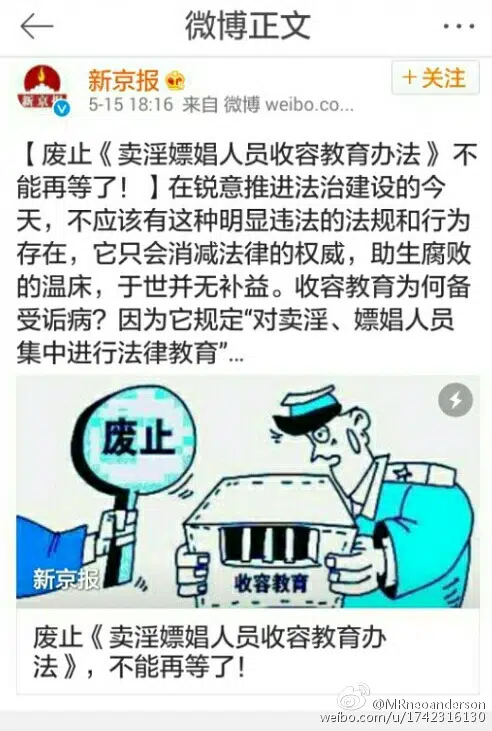 微博正文
新京报
+关注
新京报
5-15 18:16 来自 微博 weibo.co...
【 废止《 卖淫嫖娼人员收容教育办法 》 不
能再等了！ 】在锐意推进法治建设的今
天，不应该有这种明显违法的法规和行为
存在，它只会消减法律的权威，助生腐败
的温床，于世并无补益。收容教育为何备
受诟病？因为它规定“对卖淫、嫖娼人员
集中进行法律教育”...
废止
收容教育
新京报
废止《 卖淫嫖娼人员收容教育办
法 》，不能再等了！
@MRneoanderson
weibo.com/u/1742316130